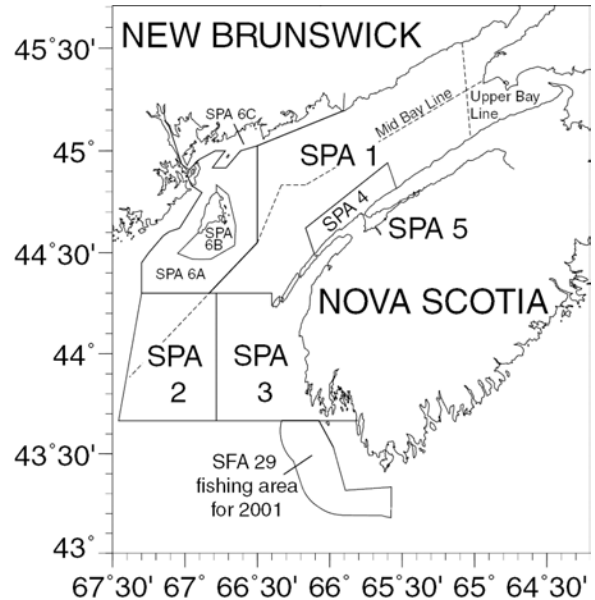 NEW BRUNSWICK
45˚30'
SPA 6C
Mid Bay Line
Upper Bay
Line
45˚
SPA 1
SPA 4
SPA
6B
SPA 5
44˚30'
SPA 6A
NOVA SCOTIA
44˚
SPA
2
SPA
3
43˚30'
SFA 29
fishing area
for 2001
43˚
67˚30' 67˚ 66˚30' 66˚ 65˚30' 65˚ 64˚30'